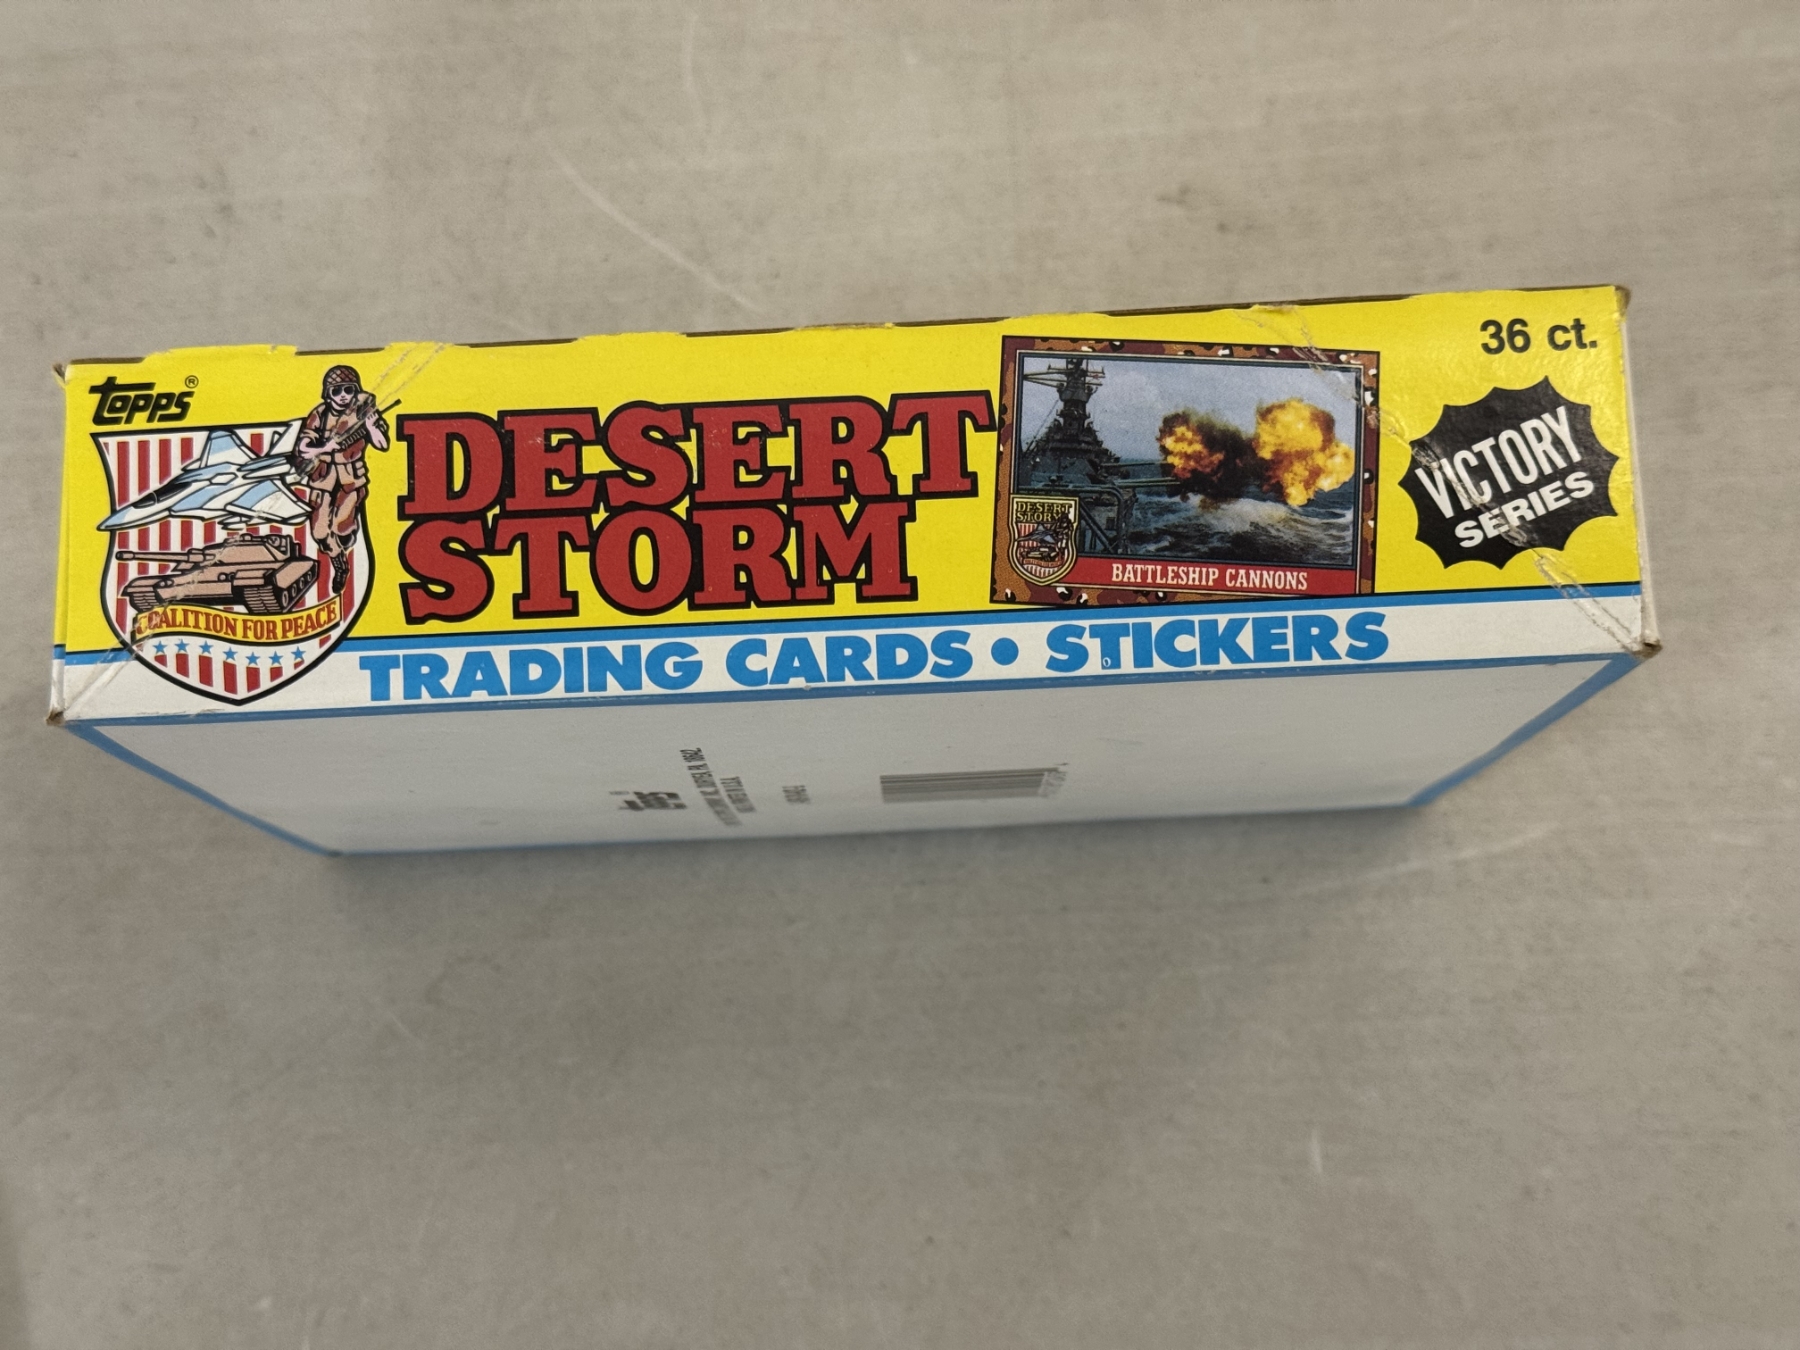 topps®
36 ct.
DESERT
STORM
VICTORY
SERIES
DESERT
STORM
BATTLESHIP CANNONS
COALITION FOR PEACE
TRADING CARDS • STICKERS